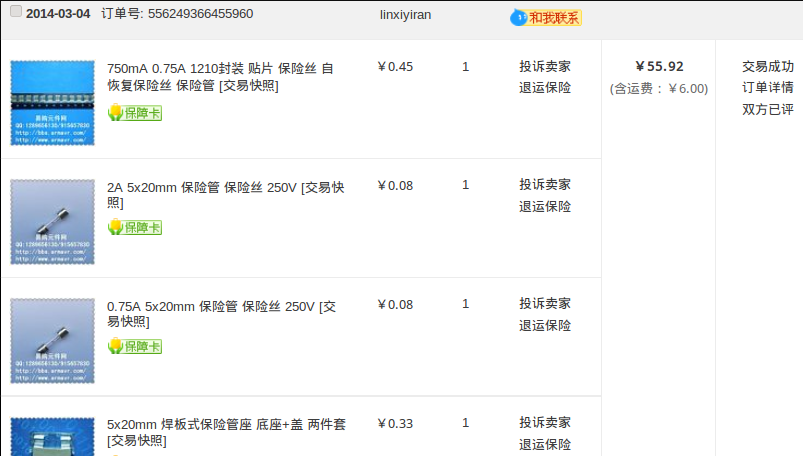 2014-03-04 订单号: 556249366455960 linxiyiran 和我联系
750mA 0.75A 1210封装 贴片 保险丝 自
恢复保险丝 保险管 [交易快照]
保障卡
￥0.45 1 投诉卖家
退运保险
￥55.92
(含运费：￥6.00)
交易成功
订单详情
双方已评
2A 5x20mm 保险管 保险丝 250V [交易快
照]
保障卡
￥0.08 1 投诉卖家
退运保险
0.75A 5x20mm 保险管 保险丝 250V [交
易快照]
保障卡
￥0.08 1 投诉卖家
退运保险
5x20mm 焊板式保险管座 底座+盖 两件套
[交易快照]
￥0.33 1 投诉卖家
退运保险